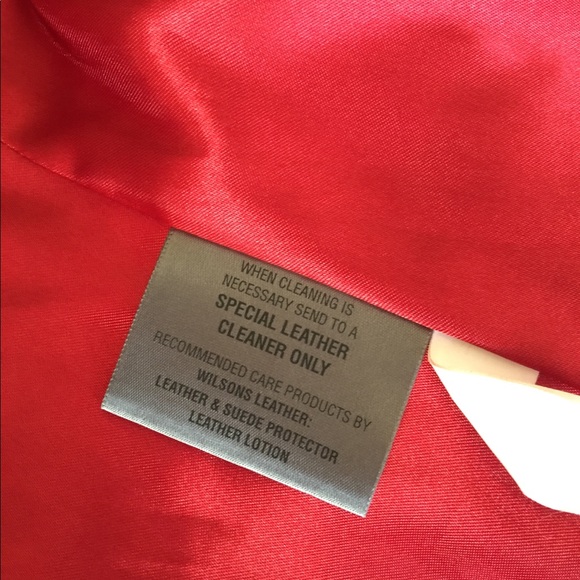 WHEN CLEANING IS
NECESSARY SEND TO A
SPECIAL LEATHER
CLEANER ONLY
RECOMMENDED CARE PRODUCTS BY
WILSONS LEATHER:
LEATHER & SUEDE PROTECTOR
LEATHER LOTION